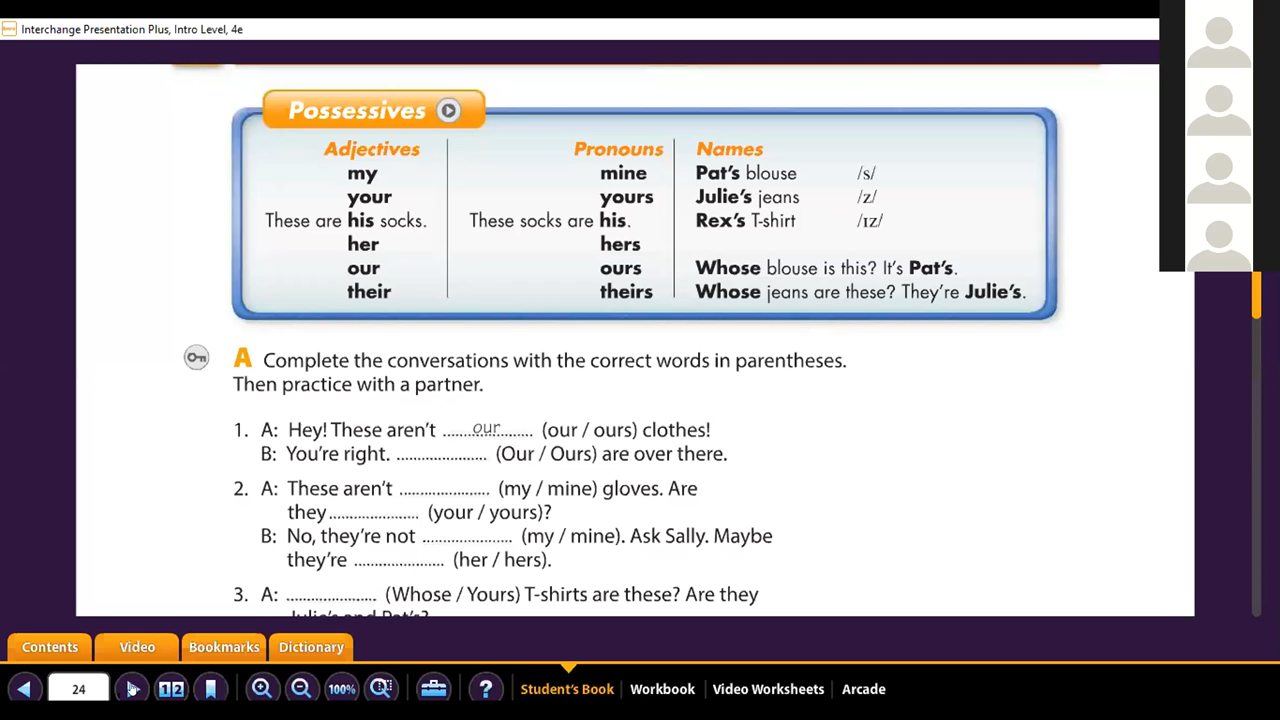 Interchange Presentation Plus, Intro Level, 4e
Possessives
Adjectives Pronouns Names
my mine Pat's blouse /s/
your yours Julie's jeans /z/
These are his socks. These socks are his. Rex's T-shirt /ɪz/
her hers
our ours Whose blouse is this? It's Pat's.
their theirs Whose jeans are these? They're Julie's.
A Complete the conversations with the correct words in parentheses.
Then practice with a partner.
1. A: Hey! These aren't .......our....... (our / ours) clothes!
B: You're right. ...................... (Our / Ours) are over there.
2. A: These aren't ...................... (my / mine) gloves. Are
they ...................... (your / yours)?
B: No, they're not ...................... (my / mine). Ask Sally. Maybe
they're ...................... (her / hers).
3. A: ...................... (Whose / Yours) T-shirts are these? Are they
Julie's and Pat's?
Contents Video Bookmarks Dictionary
24 12 100% ? Student's Book Workbook Video Worksheets Arcade